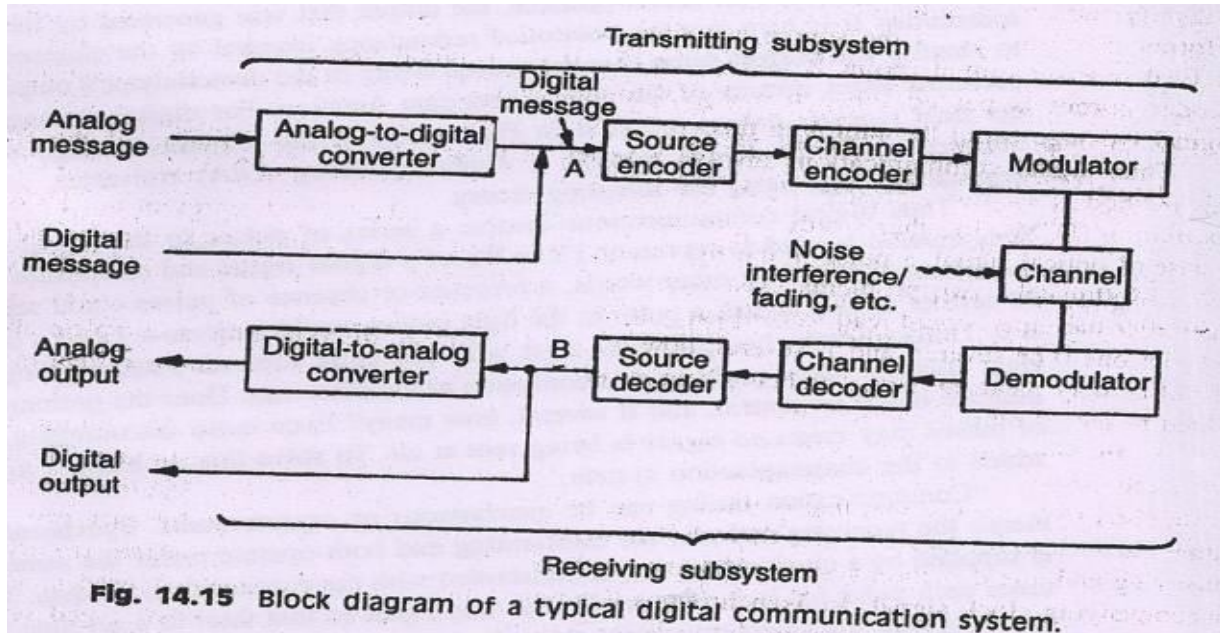 Transmitting subsystem
Digital
message
Analog
message
Analog-to-digital
converter
A
Source
encoder
Channel
encoder
Modulator
Digital
message
Noise
interference/
fading, etc.
Channel
Analog
output
Digital-to-analog
converter
B
Source
decoder
Channel
decoder
Demodulator
Digital
output
Receiving subsystem
Fig. 14.15 Block diagram of a typical digital communication system.